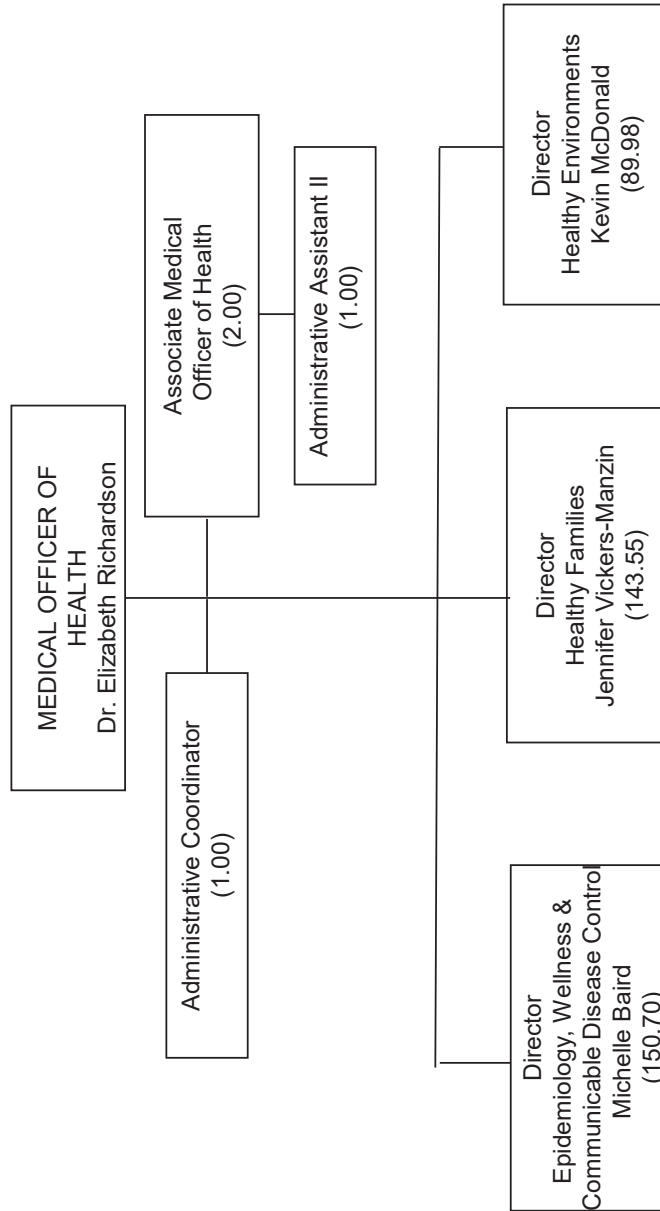 MEDICAL OFFICER OF
HEALTH
Dr. Elizabeth Richardson
Administrative Coordinator
(1.00)
Associate Medical
Officer of Health
(2.00)
Administrative Assistant II
(1.00)
Director
Epidemiology, Wellness &
Communicable Disease Control
Michelle Baird
(150.70)
Director
Healthy Families
Jennifer Vickers-Manzin
(143.55)
Director
Healthy Environments
Kevin McDonald
(89.98)